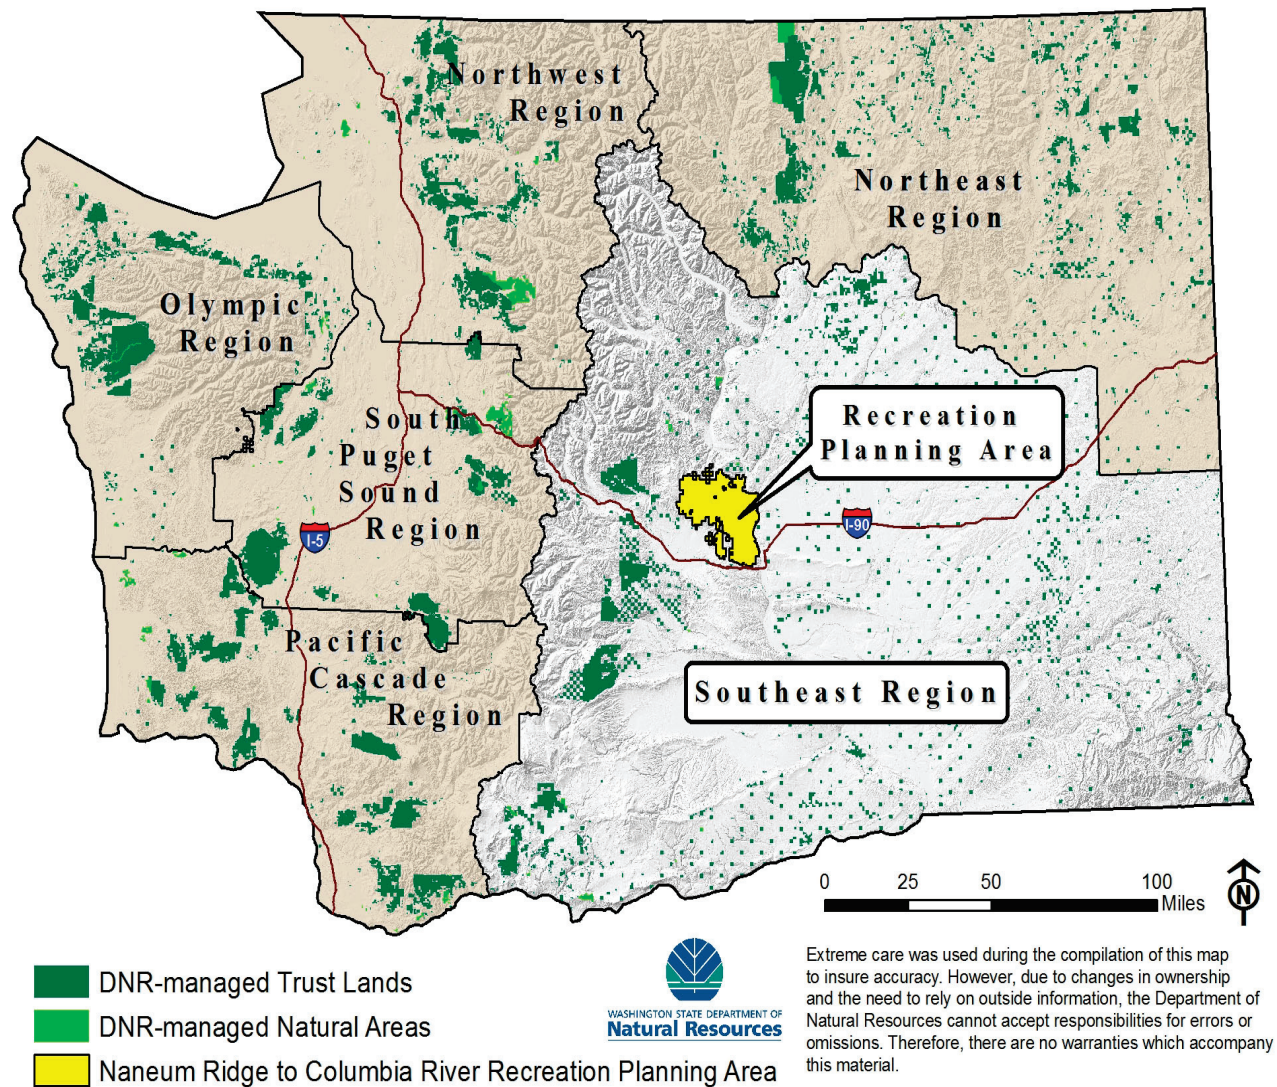 Northwest
Region
Northeast
Region
Olympic
Region
Recreation
Planning Area
South
Puget
Sound
Region
I-5
I-90
Pacific
Cascade
Region
Southeast Region
0 25 50 100
Miles
N
DNR-managed Trust Lands
DNR-managed Natural Areas
Naneum Ridge to Columbia River Recreation Planning Area
WASHINGTON STATE DEPARTMENT OF
Natural Resources
Extreme care was used during the compilation of this map
to insure accuracy. However, due to changes in ownership
and the need to rely on outside information, the Department of
Natural Resources cannot accept responsibilities for errors or
omissions. Therefore, there are no warranties which accompany
this material.